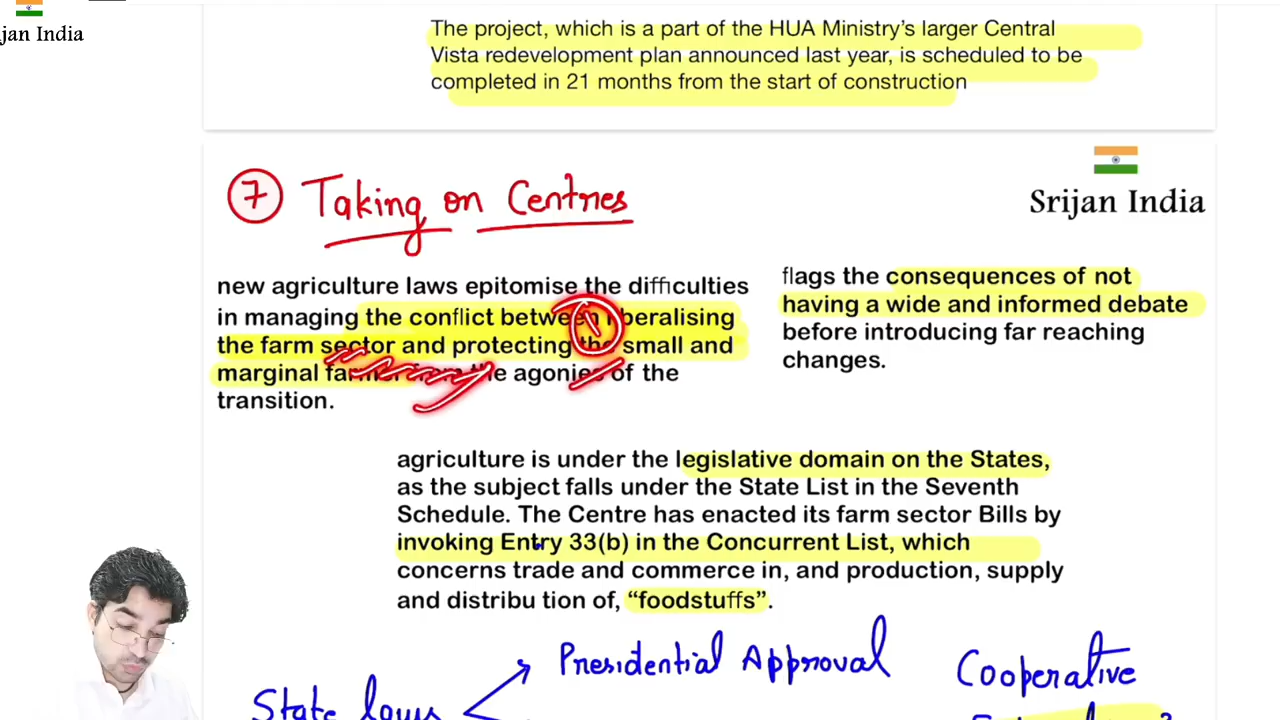 jan India
The project, which is a part of the HUA Ministry's larger Central
Vista redevelopment plan announced last year, is scheduled to be
completed in 21 months from the start of construction
7 Taking on Centres
Srijan India
new agriculture laws epitomise the difficulties
in managing the conflict between liberalising
the farm sector and protecting the small and
marginal farmer from the agonies of the
transition.
flags the consequences of not
having a wide and informed debate
before introducing far reaching
changes.
agriculture is under the legislative domain on the States,
as the subject falls under the State List in the Seventh
Schedule. The Centre has enacted its farm sector Bills by
invoking Entry 33(b) in the Concurrent List, which
concerns trade and commerce in, and production, supply
and distribu tion of, “foodstuffs”.
Presidential Approval
Cooperative
State laws